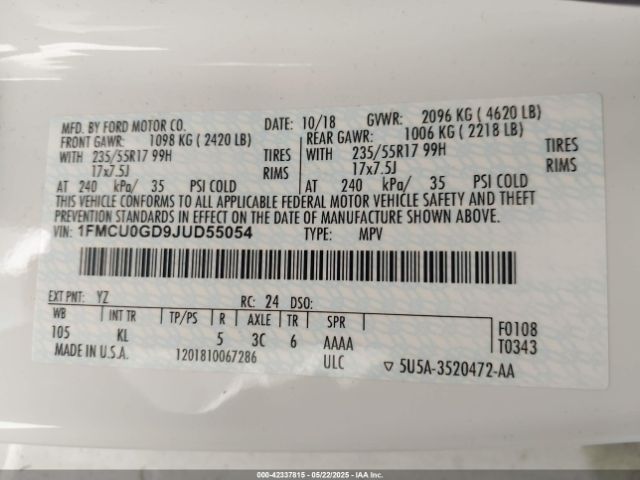 MFD. BY FORD MOTOR CO. DATE: 10/18 GVWR: 2096 KG ( 4620 LB)
FRONT GAWR: 1098 KG ( 2420 LB) REAR GAWR: 1006 KG ( 2218 LB)
WITH 235/55R17 99H TIRES WITH 235/55R17 99H TIRES
17x7.5J RIMS 17x7.5J RIMS
AT 240 kPa/ 35 PSI COLD AT 240 kPa/ 35 PSI COLD
THIS VEHICLE CONFORMS TO ALL APPLICABLE FEDERAL MOTOR VEHICLE SAFETY AND THEFT
PREVENTION STANDARDS IN EFFECT ON THE DATE OF MANUFACTURE SHOWN ABOVE.
VIN: 1FMCU0GD9JUD55054 TYPE: MPV
EXT PNT: YZ RC: 24 DSO:
WB INT TR TP/PS R AXLE TR SPR F0108
105 KL 5 3C 6 AAAA T0343
MADE IN U.S.A. 1201810067286 ULC ▽ 5U5A-3520472-AA
000-42337815 - 05/22/2025 - IAA Inc.